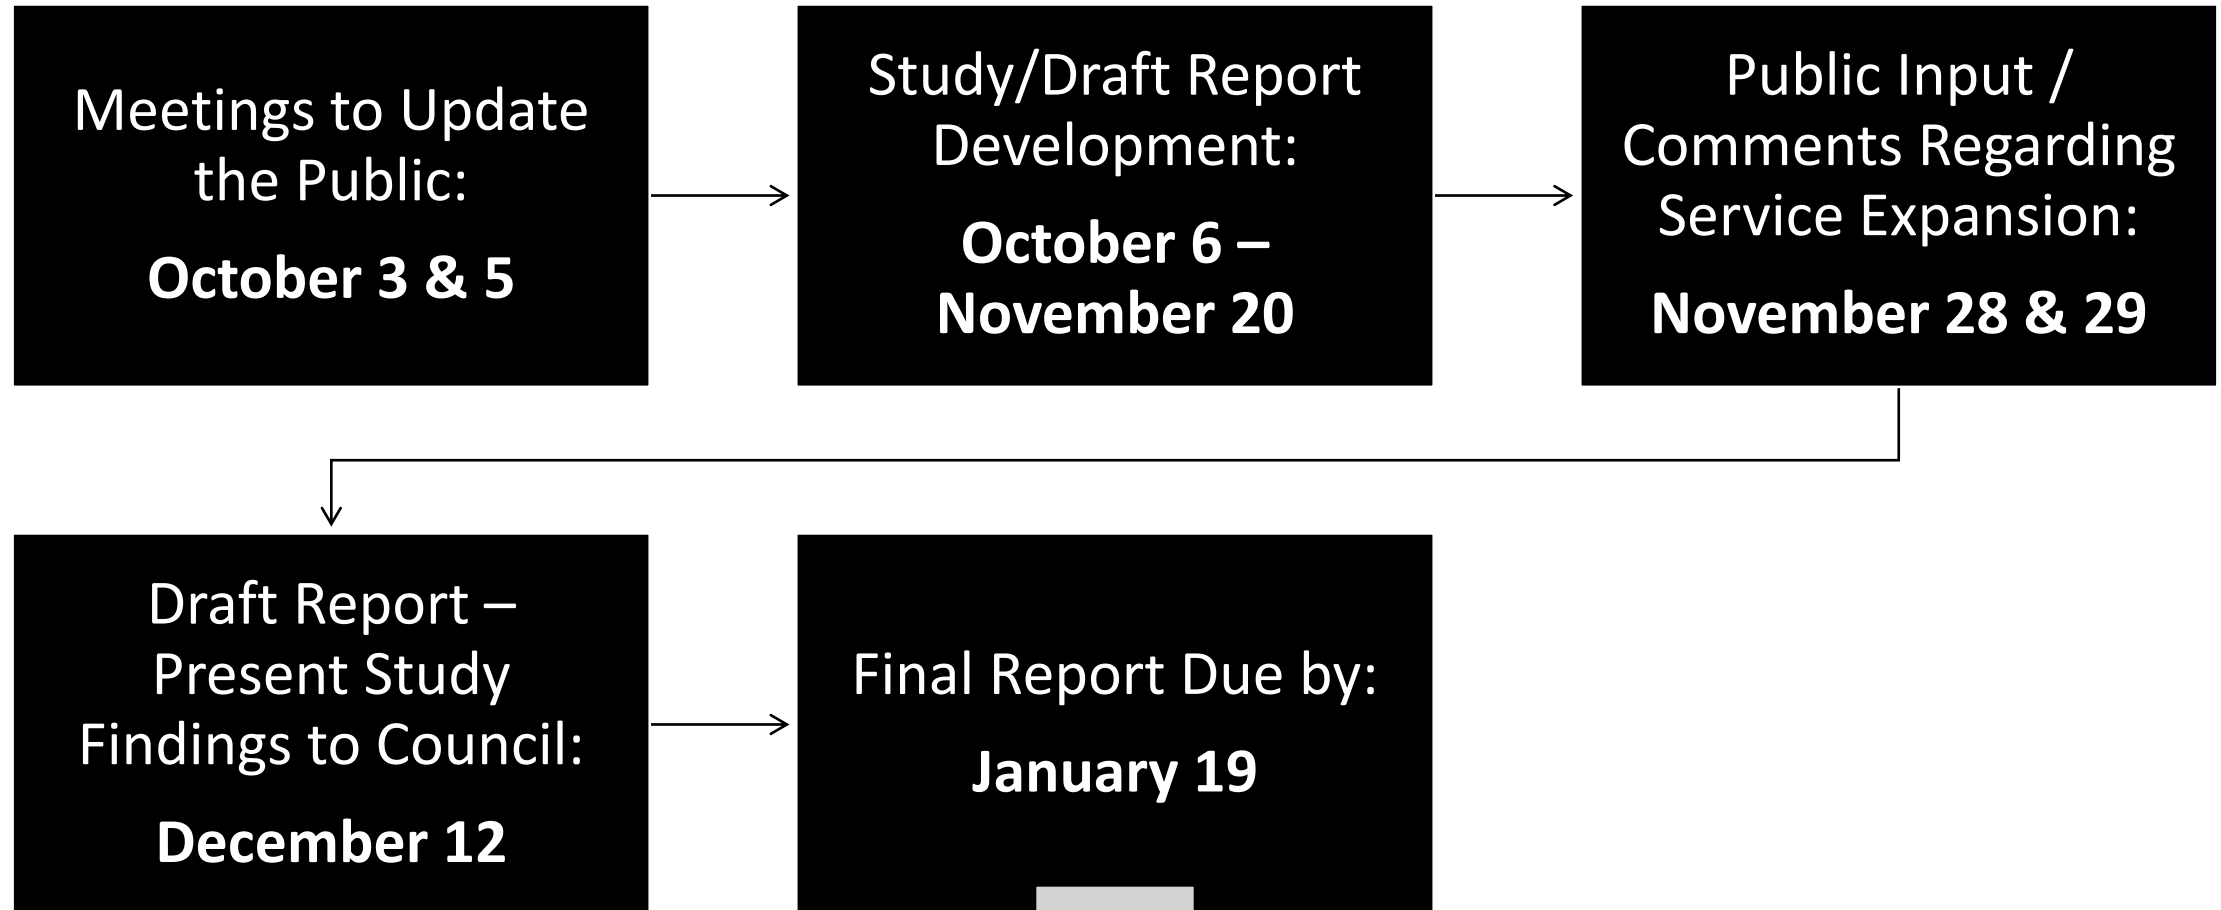 Meetings to Update
the Public:
October 3 & 5
Study/Draft Report
Development:
October 6 –
November 20
Public Input /
Comments Regarding
Service Expansion:
November 28 & 29
Draft Report –
Present Study
Findings to Council:
December 12
Final Report Due by:
January 19